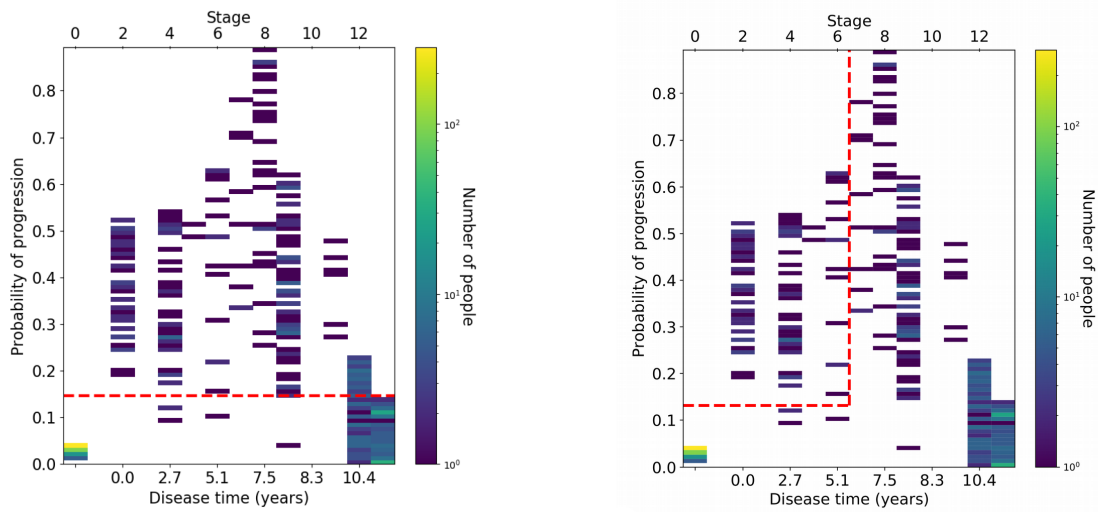 Stage
0 2 4 6 8 10 12
Probability of progression
0.8
0.7
0.6
0.5
0.4
0.3
0.2
0.1
0.0
0.0 2.7 5.1 7.5 8.3 10.4
Disease time (years)
10²
10¹
10⁰
Number of people
Stage
0 2 4 6 8 10 12
Probability of progression
0.8
0.7
0.6
0.5
0.4
0.3
0.2
0.1
0.0
0.0 2.7 5.1 7.5 8.3 10.4
Disease time (years)
10²
10¹
10⁰
Number of people